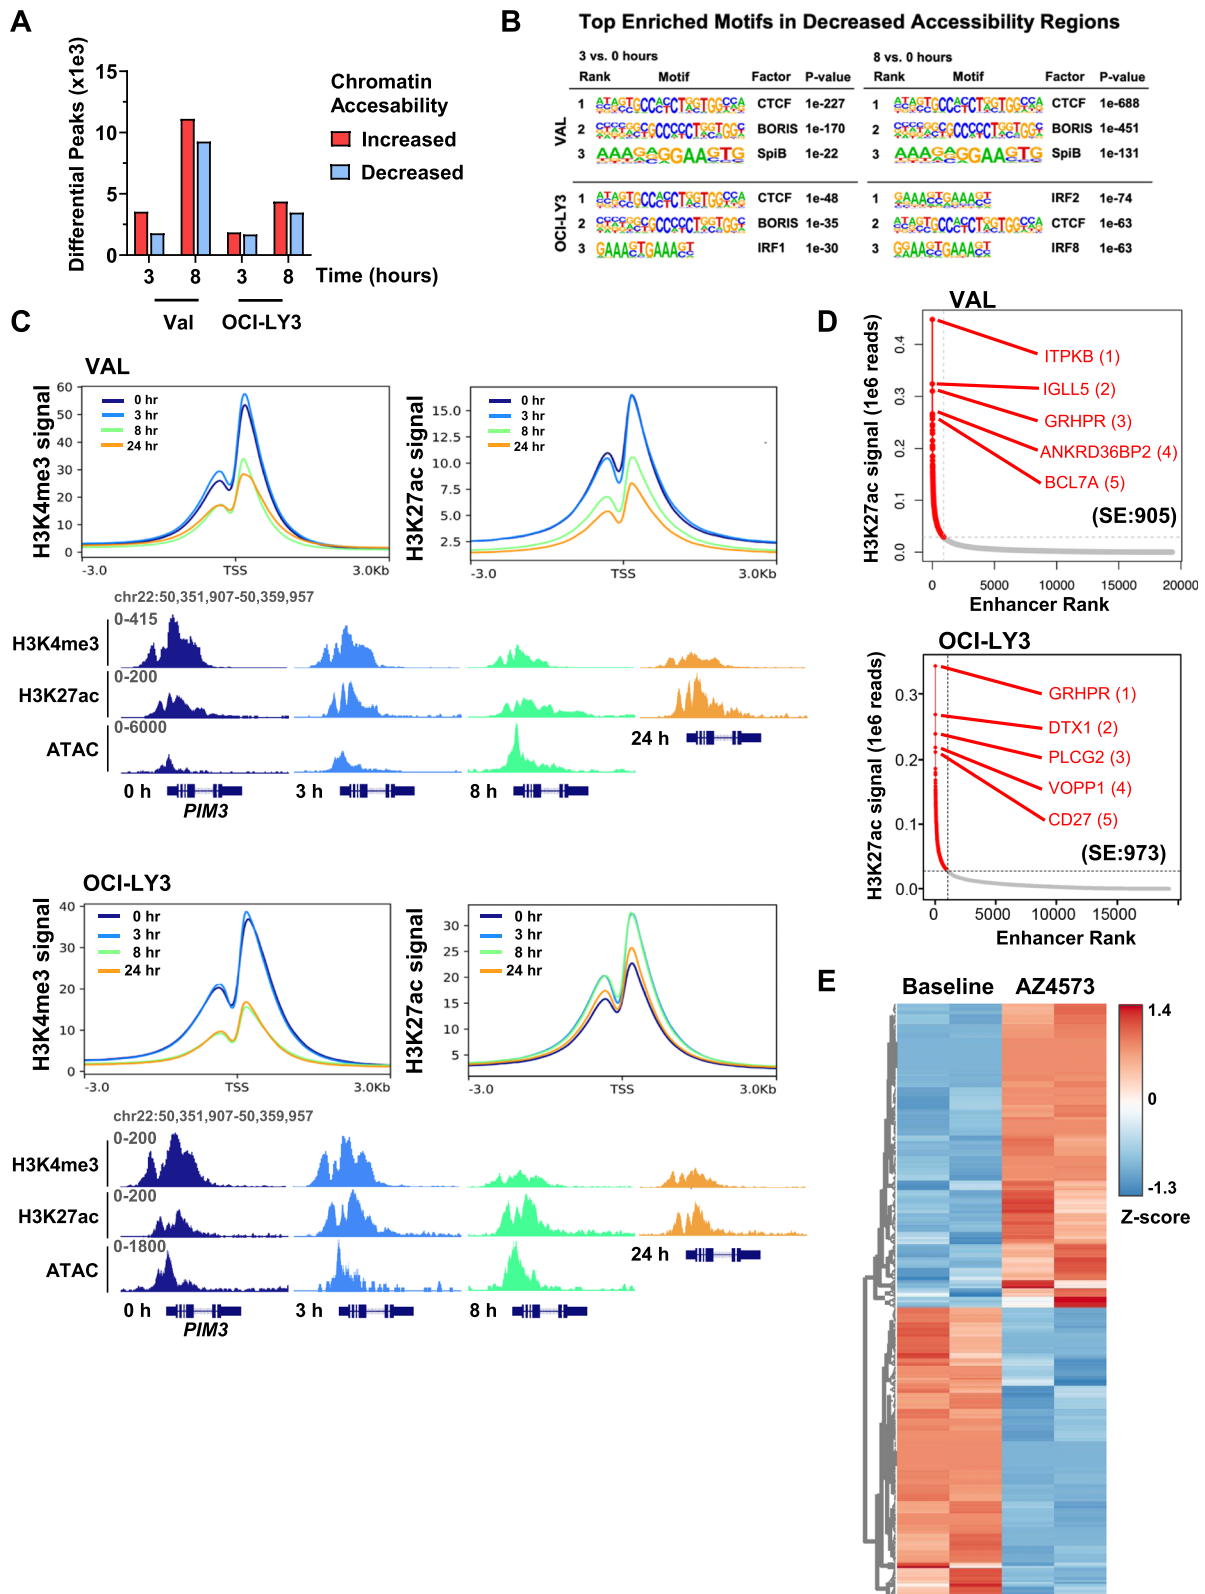 A
Differential Peaks (x1e3)
15
10
5
0
3
8
3
8
Time (hours)
Val
OCI-LY3
Chromatin
Accesability
Increased
Decreased
B
Top Enriched Motifs in Decreased Accessibility Regions
3 vs. 0 hours
8 vs. 0 hours
Rank Motif Factor P-value
Rank Motif Factor P-value
VAL
1 CTCF 1e-227
1 CTCF 1e-688
2 BORIS 1e-170
2 BORIS 1e-451
3 AAAGAGGAAGTG SpiB 1e-22
3 AAAGAGGAAGTG SpiB 1e-131
OCI-LY3
1 CTCF 1e-48
1 GAAAGTGAAAGT IRF2 1e-74
2 BORIS 1e-35
2 CTCF 1e-63
3 GAAAGTGAAAGT IRF1 1e-30
3 GGAAGTGAAAGT IRF8 1e-63
C
VAL
H3K4me3 signal
60
50
40
30
20
10
0
0 hr
3 hr
8 hr
24 hr
-3.0
TSS
3.0Kb
H3K27ac signal
15.0
12.5
10.0
7.5
5.0
2.5
0 hr
3 hr
8 hr
24 hr
-3.0
TSS
3.0Kb
chr22:50,351,907-50,359,957
H3K4me3
0-415
H3K27ac
0-200
ATAC
0-6000
0 h
3 h
8 h
24 h
PIM3
OCI-LY3
H3K4me3 signal
40
30
20
10
0
0 hr
3 hr
8 hr
24 hr
-3.0
TSS
3.0Kb
H3K27ac signal
30
25
20
15
10
5
0 hr
3 hr
8 hr
24 hr
-3.0
TSS
3.0Kb
chr22:50,351,907-50,359,957
H3K4me3
0-200
H3K27ac
0-200
ATAC
0-1800
0 h
3 h
8 h
24 h
PIM3
D
VAL
H3K27ac signal (1e6 reads)
0.4
0.3
0.2
0.1
0.0
ITPKB (1)
IGLL5 (2)
GRHPR (3)
ANKRD36BP2 (4)
BCL7A (5)
(SE:905)
0
5000
10000
15000
20000
Enhancer Rank
OCI-LY3
H3K27ac signal (1e6 reads)
0.3
0.2
0.1
0.0
GRHPR (1)
DTX1 (2)
PLCG2 (3)
VOPP1 (4)
CD27 (5)
(SE:973)
0
5000
10000
15000
Enhancer Rank
E
Baseline
AZ4573
1.4
0
-1.3
Z-score